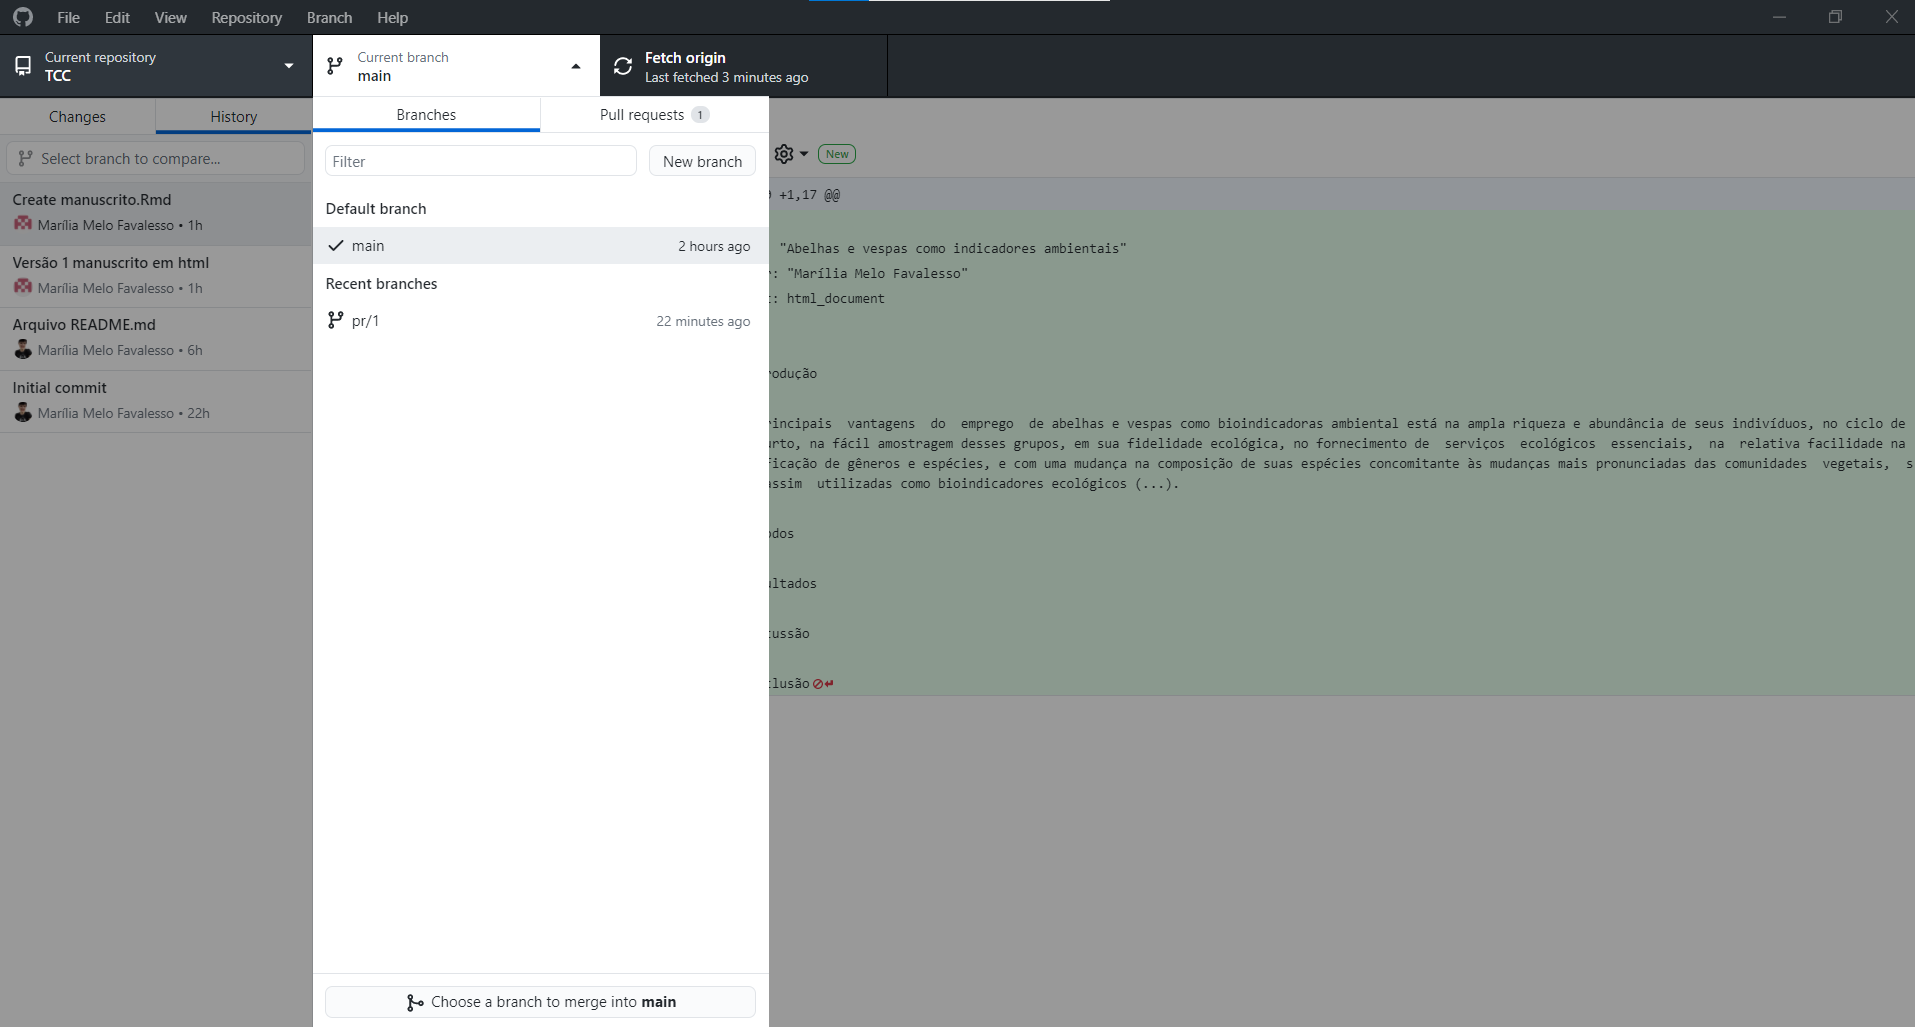 File Edit View Repository Branch Help
Current repository
TCC
Current branch
main
Fetch origin
Last fetched 3 minutes ago
Changes
History
Select branch to compare...
Create manuscrito.Rmd
Marília Melo Favalesso • 1h
Versão 1 manuscrito em html
Marília Melo Favalesso • 1h
Arquivo README.md
Marília Melo Favalesso • 6h
Initial commit
Marília Melo Favalesso • 22h
Branches
Pull requests 1
Filter
New branch
Default branch
main 2 hours ago
Recent branches
pr/1 22 minutes ago
Choose a branch to merge into main
New
+1,17 @@
"Abelhas e vespas como indicadores ambientais"
: "Marília Melo Favalesso"
: html_document
odução
incipais vantagens do emprego de abelhas e vespas como bioindicadoras ambiental está na ampla riqueza e abundância de seus indivíduos, no ciclo de
urto, na fácil amostragem desses grupos, em sua fidelidade ecológica, no fornecimento de serviços ecológicos essenciais, na relativa facilidade na
ficação de gêneros e espécies, e com uma mudança na composição de suas espécies concomitante às mudanças mais pronunciadas das comunidades vegetais, s
assim utilizadas como bioindicadores ecológicos (...).
odos
ultados
cussão
clusão